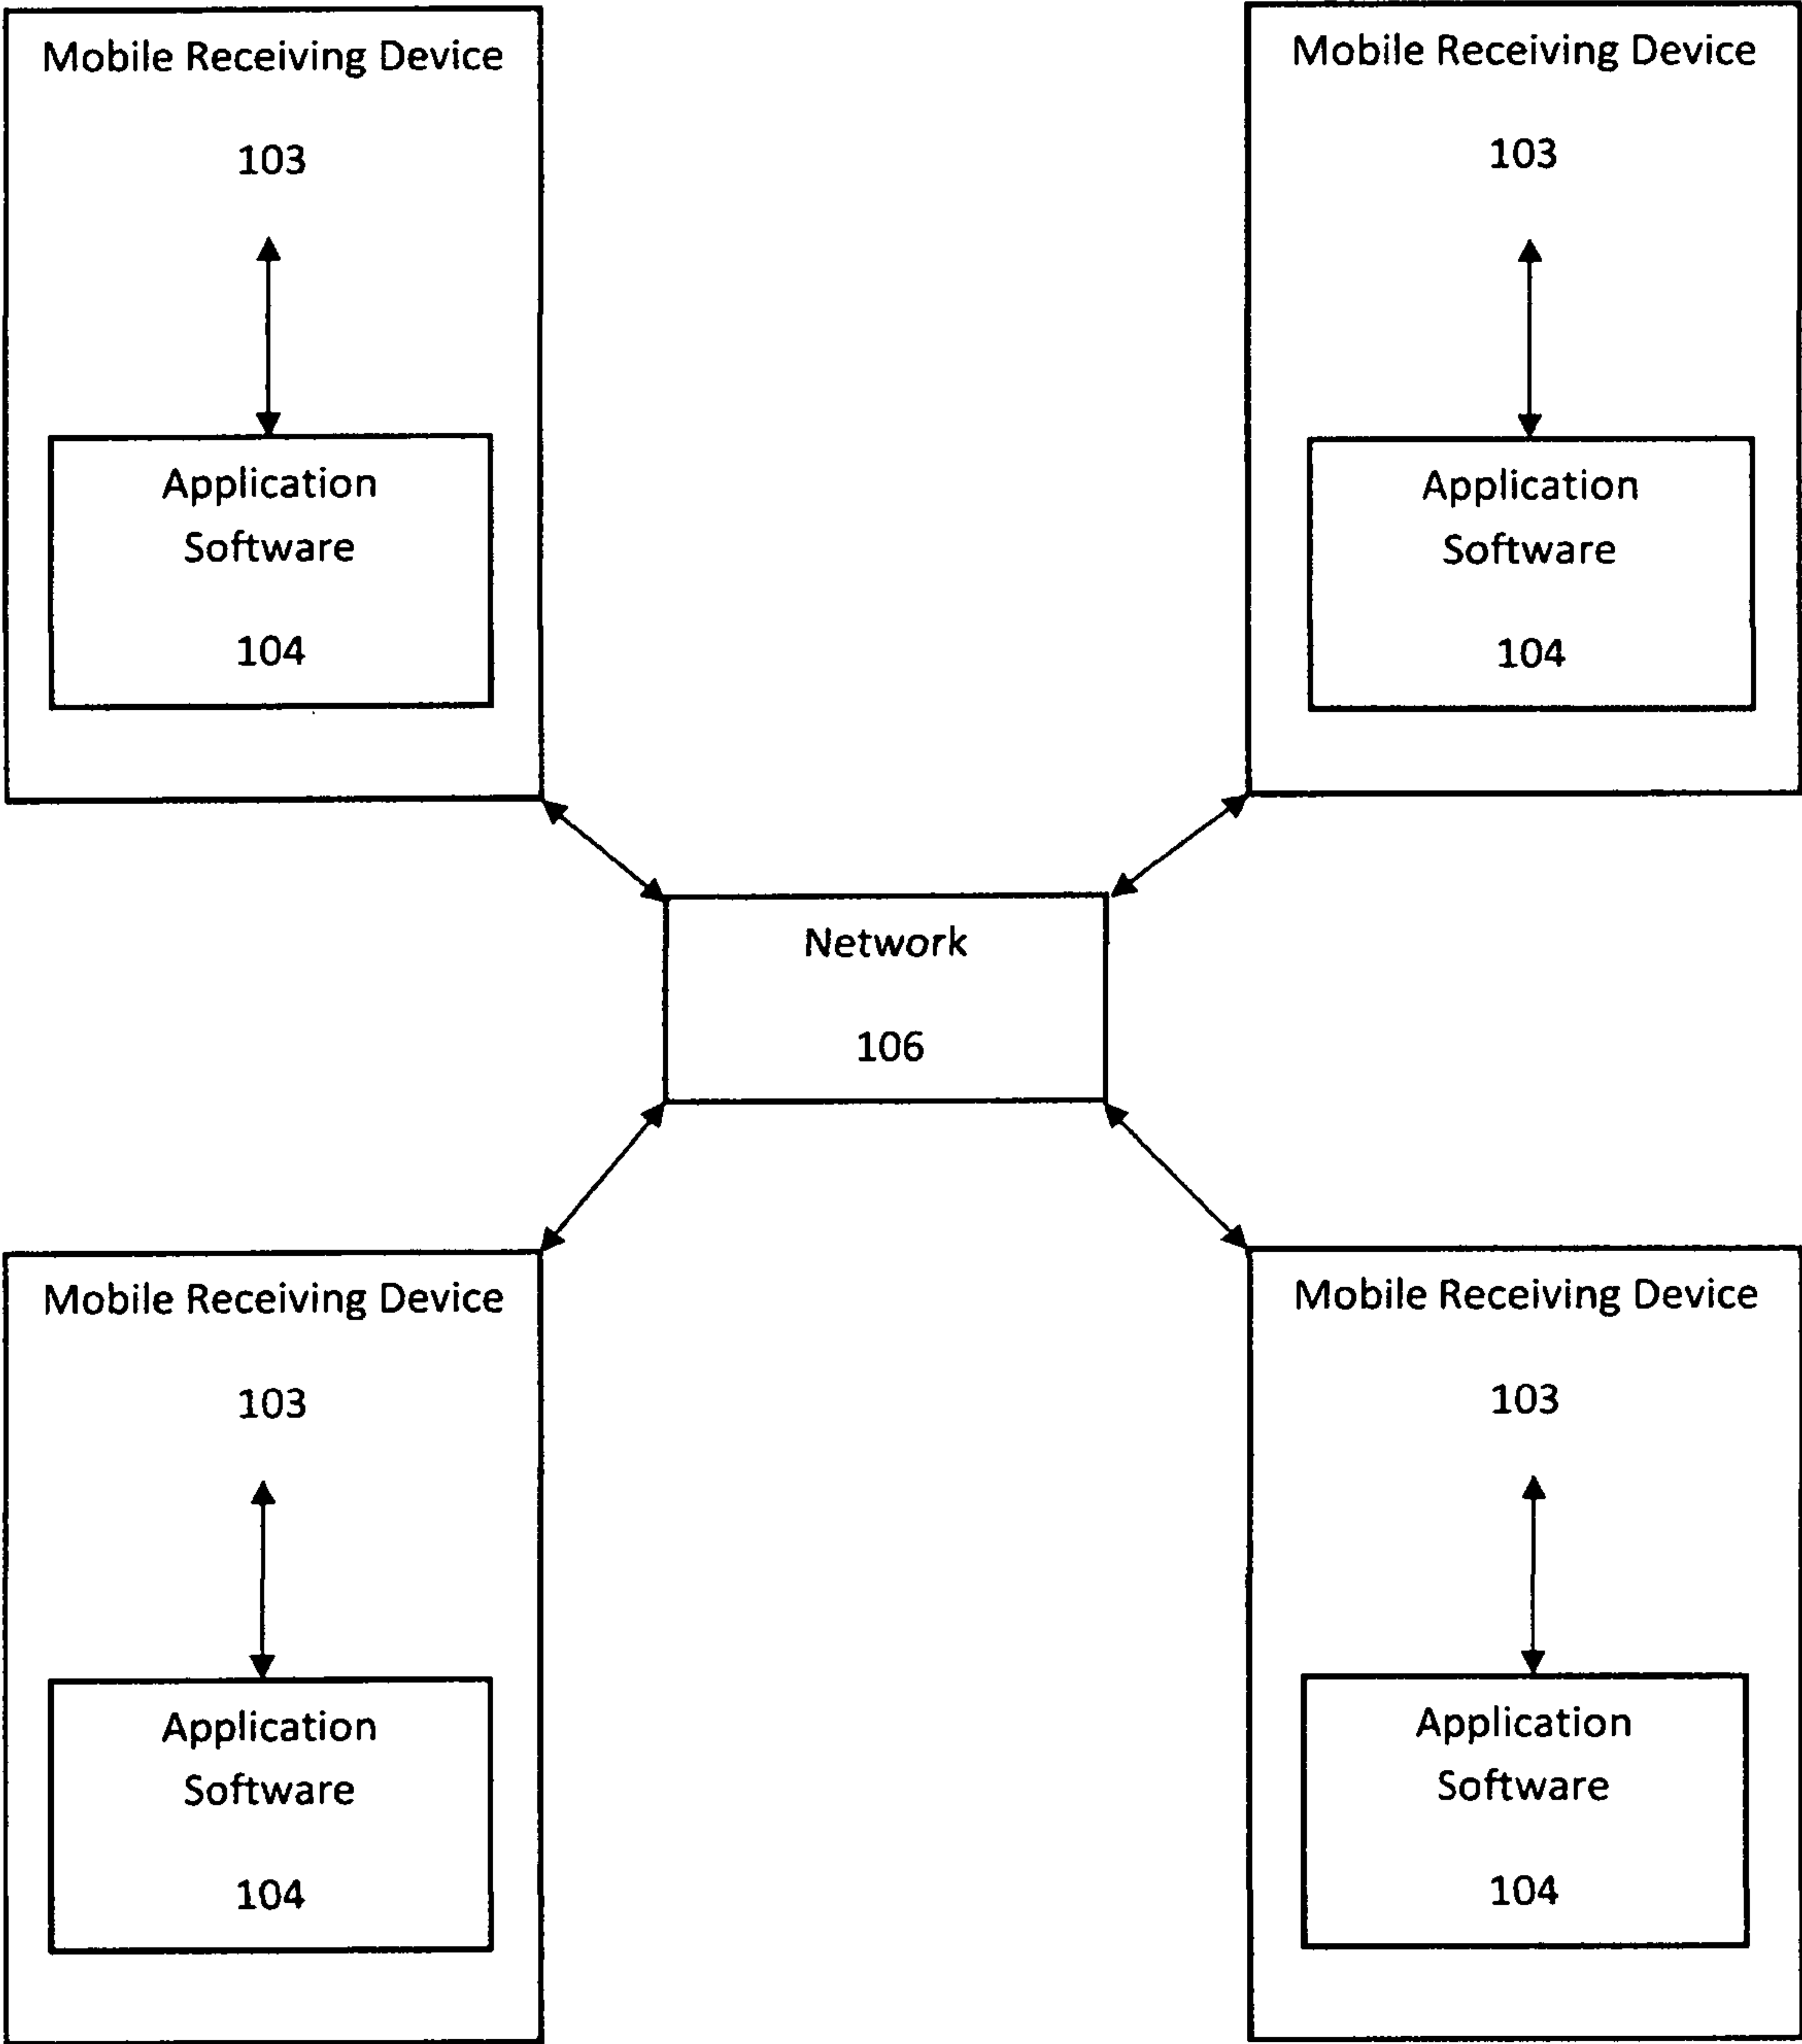 Mobile Receiving Device
103
Application
Software
104
Mobile Receiving Device
103
Application
Software
104
Network
106
Mobile Receiving Device
103
Application
Software
104
Mobile Receiving Device
103
Application
Software
104